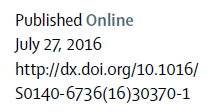 Published Online
July 27, 2016
http://dx.doi.org/10.1016/
S0140-6736(16)30370-1